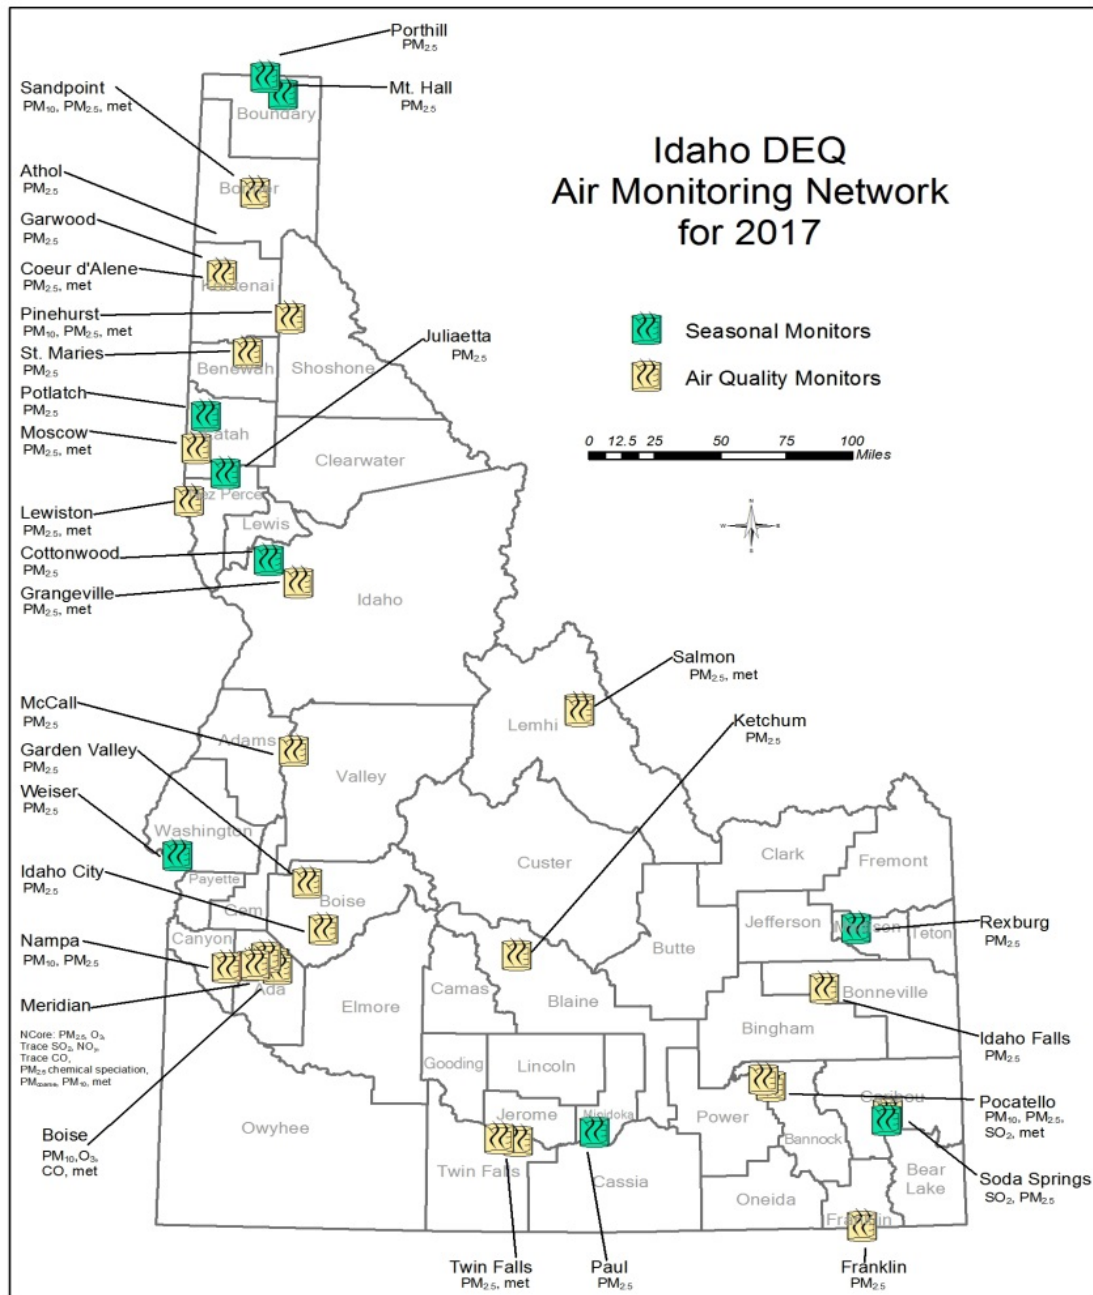 Porthill
PM2.5
Sandpoint
PM10, PM2.5, met
Mt. Hall
PM2.5
Boundary
Idaho DEQ
Air Monitoring Network
for 2017
Athol
PM2.5
Bonner
Garwood
PM2.5
Coeur d'Alene
PM2.5, met
Kootenai
Pinehurst
PM10, PM2.5, met
Seasonal Monitors
Juliaetta
PM2.5
St. Maries
PM2.5
Benewah
Shoshone
Air Quality Monitors
Potlatch
PM2.5
Latah
Moscow
PM2.5, met
0 12.5 25 50 75 100
Miles
Clearwater
Nez Perce
Lewiston
PM2.5, met
Lewis
N
W E
S
Cottonwood
PM2.5
Grangeville
PM2.5, met
Idaho
Salmon
PM2.5, met
McCall
PM2.5
Lemhi
Ketchum
PM2.5
Adams
Garden Valley
PM2.5
Valley
Weiser
PM2.5
Washington
Custer
Clark
Fremont
Idaho City
PM2.5
Payette
Boise
Gem
Jefferson
Madison
Teton
Rexburg
PM2.5
Nampa
PM10, PM2.5
Canyon
Butte
Ada
Camas
Blaine
Bonneville
Meridian
NCore: PM2.5, O3,
Trace SO2, NOy,
Trace CO,
PM2.5 chemical speciation,
PMcoarse, PM10, met
Elmore
Bingham
Idaho Falls
PM2.5
Gooding
Lincoln
Caribou
Pocatello
PM10, PM2.5,
SO2, met
Boise
PM10,O3,
CO, met
Owyhee
Jerome
Minidoka
Power
Bannock
Twin Falls
Cassia
Oneida
Bear
Lake
Soda Springs
SO2, PM2.5
Franklin
Twin Falls
PM2.5, met
Paul
PM2.5
Franklin
PM2.5